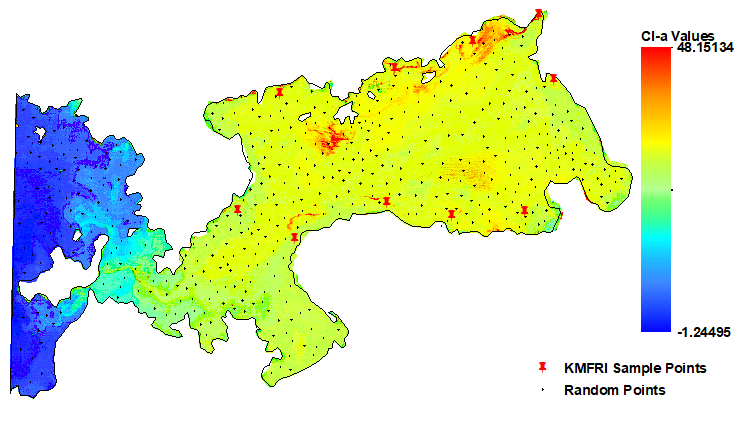 Cl-a Values
48.15134
-1.24495
KMFRI Sample Points
Random Points